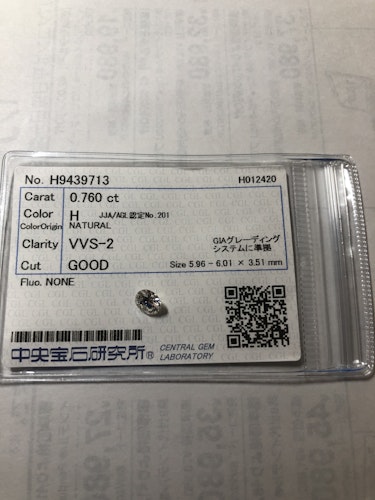 No. H9439713 H012420
Carat 0.760 ct
Color H JJA/AGL認定No.201
ColorOrigin NATURAL
Clarity VVS-2 GIAグレーディング
システムに準拠
Cut GOOD Size 5.96 - 6.01 × 3.51 mm
Fluo. NONE
中央宝石研究所® CENTRAL GEM
LABORATORY